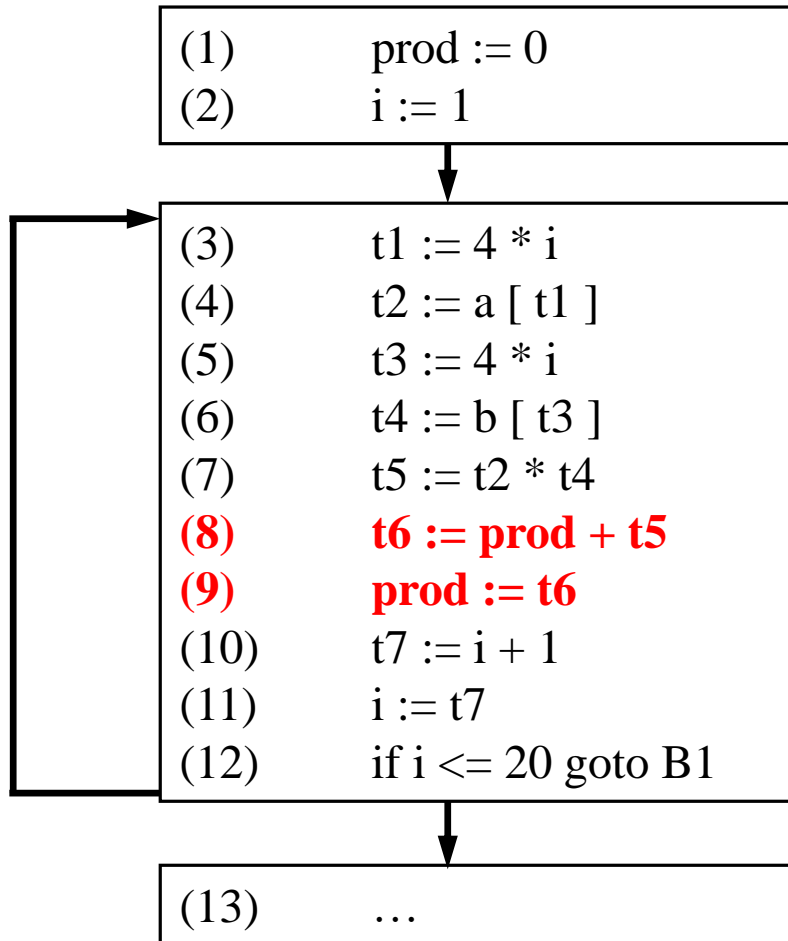 (1) prod := 0
(2) i := 1
(3) t1 := 4 * i
(4) t2 := a [ t1 ]
(5) t3 := 4 * i
(6) t4 := b [ t3 ]
(7) t5 := t2 * t4
(8) t6 := prod + t5
(9) prod := t6
(10) t7 := i + 1
(11) i := t7
(12) if i <= 20 goto B1
(13) …